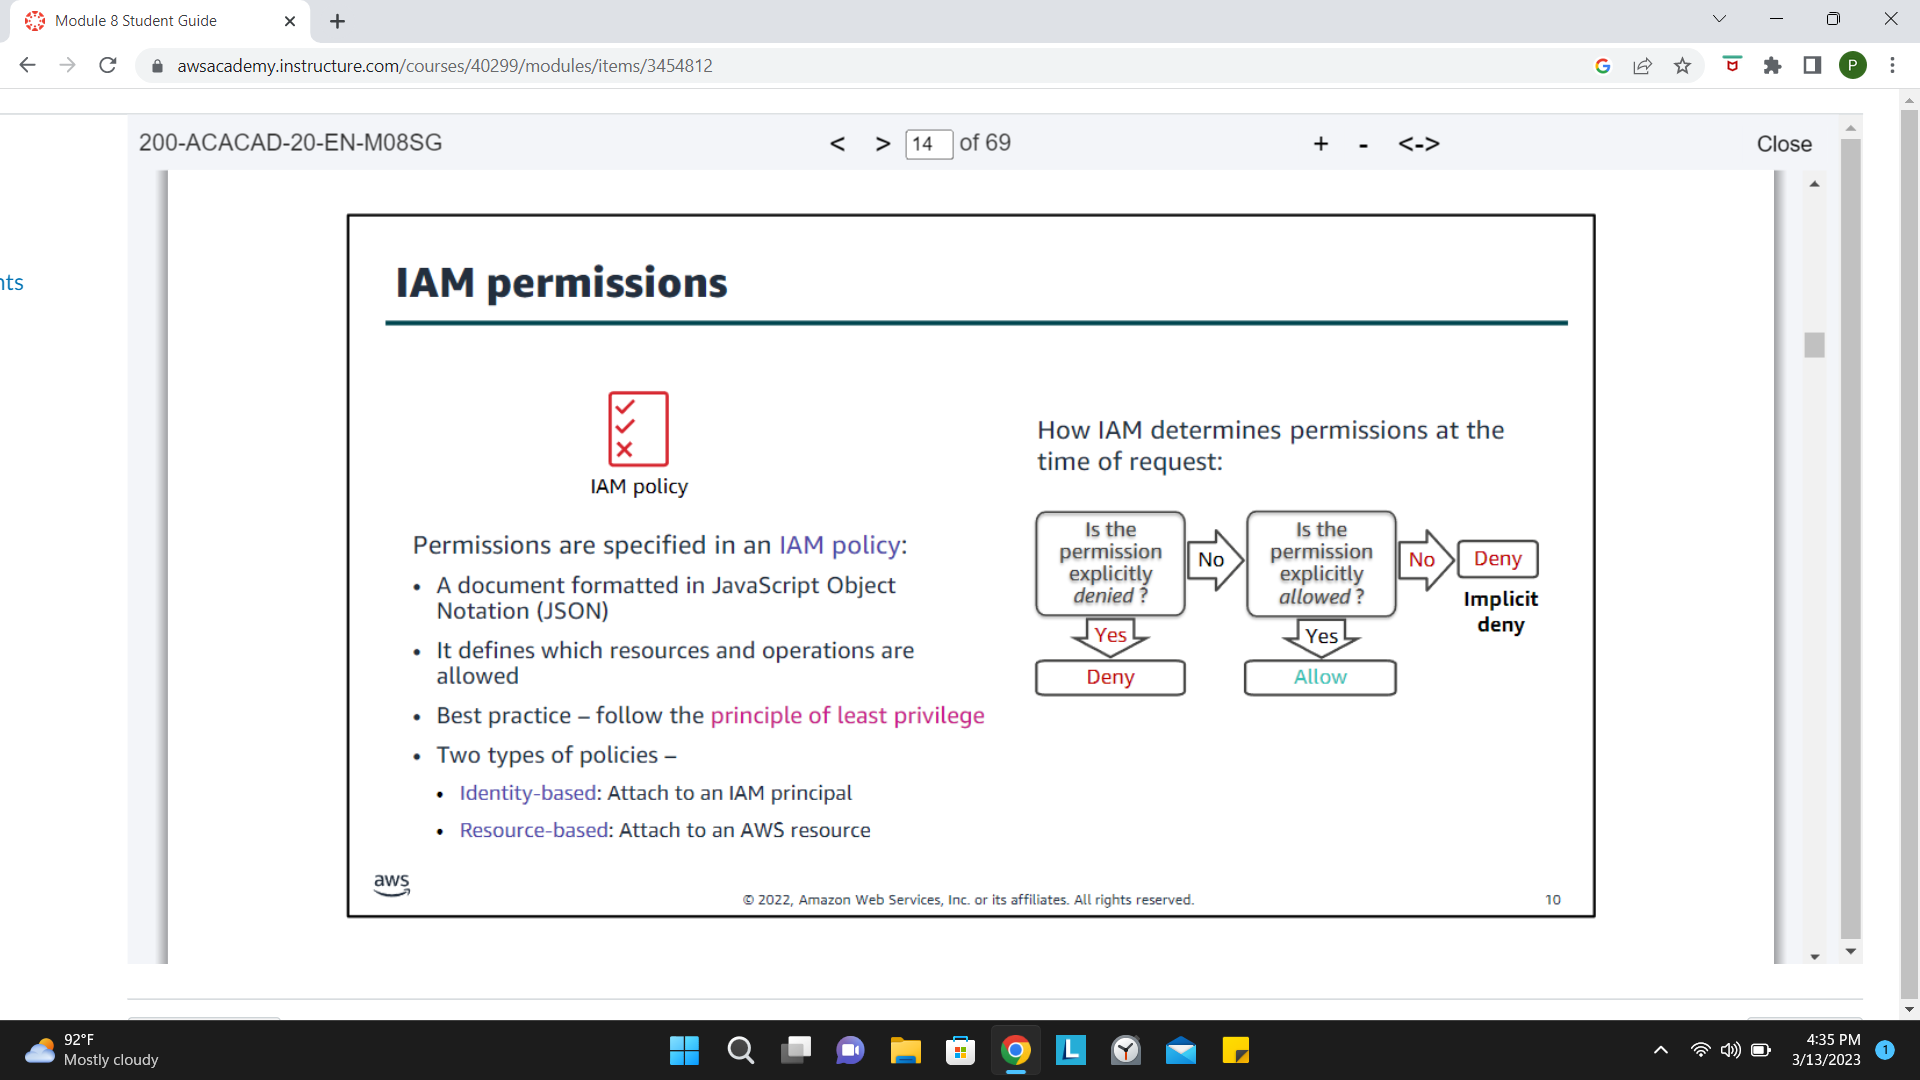 Module 8 Student Guide
awsacademy.instructure.com/courses/40299/modules/items/3454812
G
P
200-ACACAD-20-EN-M08SG
< > 14 of 69
+ - <->
Close
nts
IAM permissions
IAM policy
Permissions are specified in an IAM policy:
• A document formatted in JavaScript Object
Notation (JSON)
• It defines which resources and operations are
allowed
• Best practice – follow the principle of least privilege
• Two types of policies –
• Identity-based: Attach to an IAM principal
• Resource-based: Attach to an AWS resource
How IAM determines permissions at the
time of request:
Is the
permission
explicitly
denied ?
No
Is the
permission
explicitly
allowed ?
No
Deny
Implicit
deny
Yes
Yes
Deny
Allow
aws
© 2022, Amazon Web Services, Inc. or its affiliates. All rights reserved.
10
92°F
Mostly cloudy
L
4:35 PM
3/13/2023
1